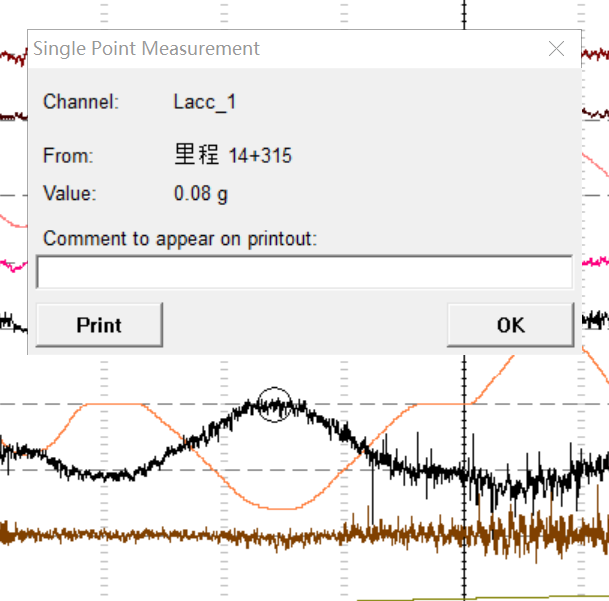 Single Point Measurement
Channel: Lacc_1
From: 里程 14+315
Value: 0.08 g
Comment to appear on printout:
Print OK